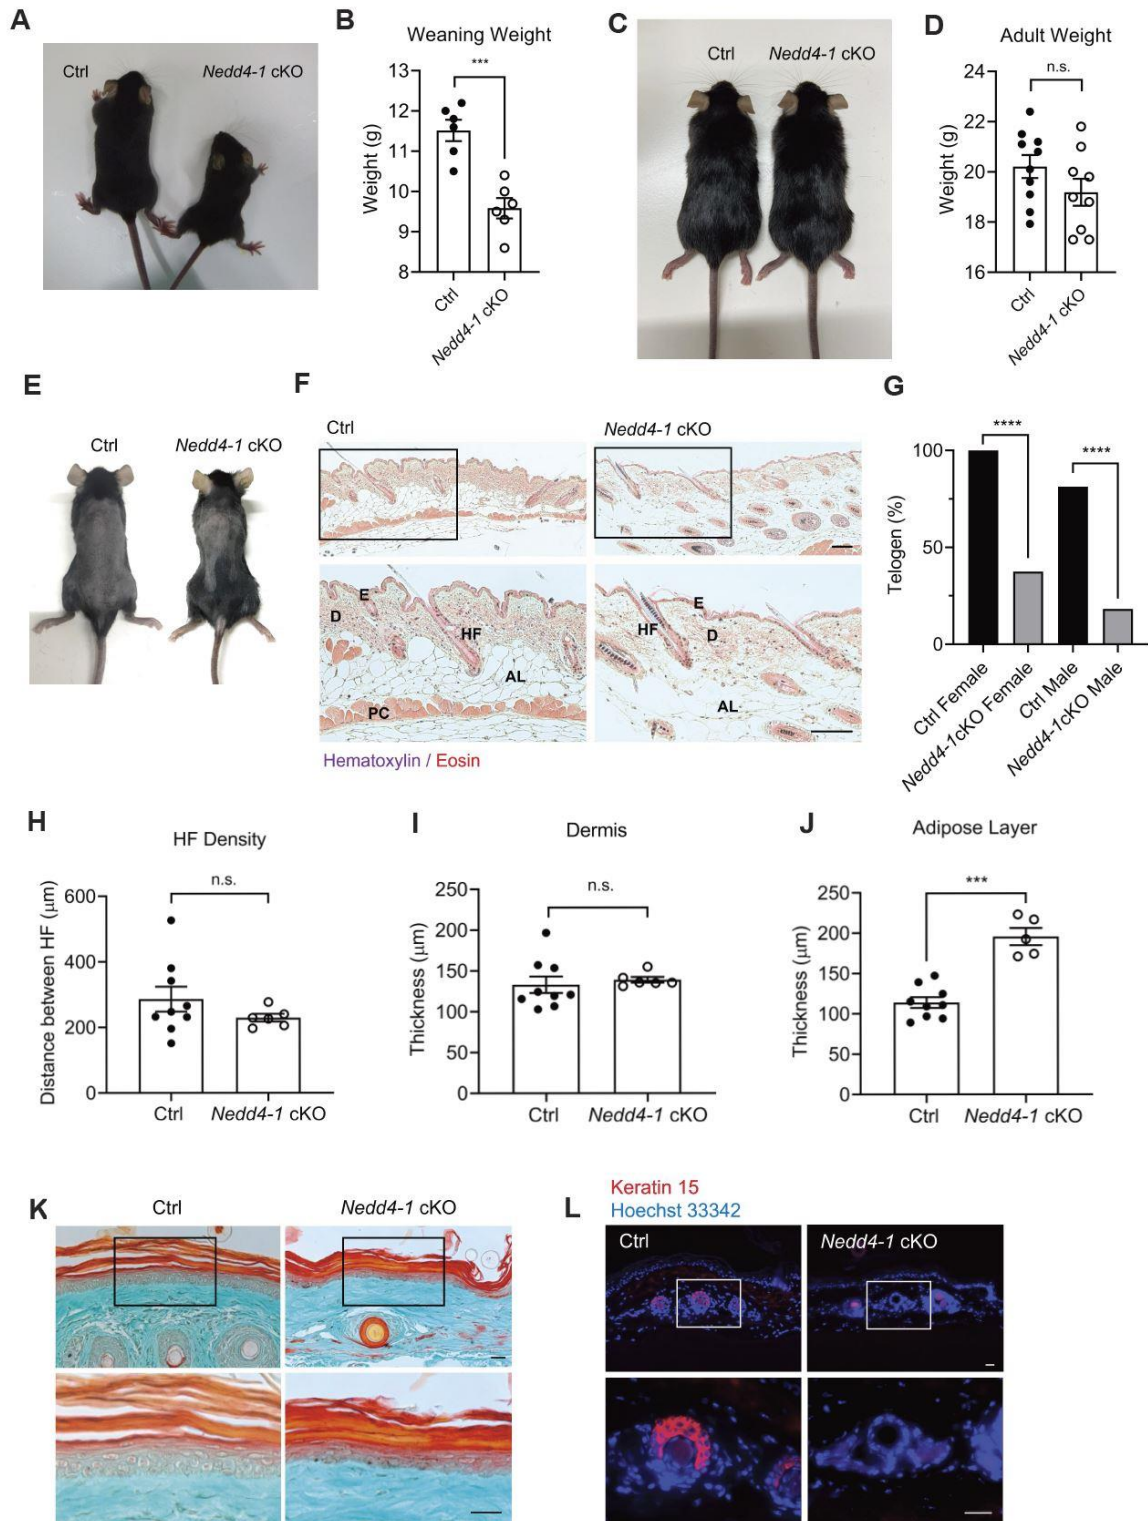 A
Ctrl
Nedd4-1 cKO
B
Weaning Weight
***
Weight (g)
13
12
11
10
9
8
Ctrl
Nedd4-1 cKO
C
Ctrl
Nedd4-1 cKO
D
Adult Weight
n.s.
Weight (g)
24
22
20
18
16
Ctrl
Nedd4-1 cKO
E
Ctrl
Nedd4-1 cKO
F
Ctrl
Nedd4-1 cKO
E
D
HF
AL
PC
E
HF
D
AL
Hematoxylin / Eosin
G
****
****
Telogen (%)
100
50
0
Ctrl Female
Nedd4-1cKO Female
Ctrl Male
Nedd4-1cKO Male
H
HF Density
n.s.
Distance between HF (μm)
600
400
200
0
Ctrl
Nedd4-1 cKO
I
Dermis
n.s.
Thickness (μm)
250
200
150
100
50
0
Ctrl
Nedd4-1 cKO
J
Adipose Layer
***
Thickness (μm)
250
200
150
100
50
0
Ctrl
Nedd4-1 cKO
K
Ctrl
Nedd4-1 cKO
L
Keratin 15
Hoechst 33342
Ctrl
Nedd4-1 cKO